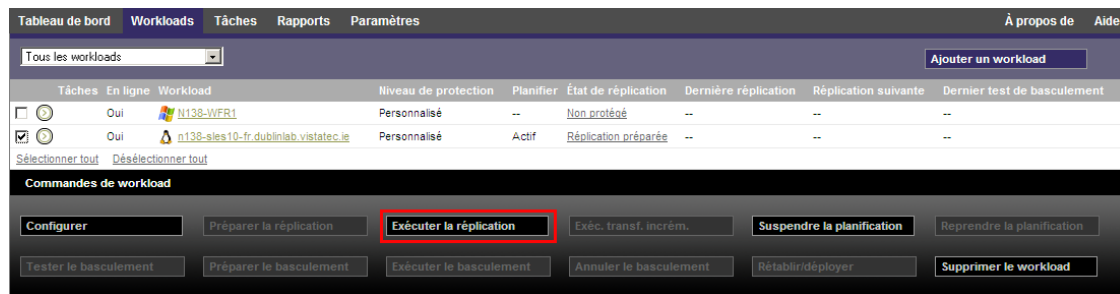 Tableau de bord Workloads Tâches Rapports Paramètres À propos de Aide
Tous les workloads Ajouter un workload
Tâches En ligne Workload Niveau de protection Planifier État de réplication Dernière réplication Réplication suivante Dernier test de basculement
Oui N138-WFR1 Personnalisé -- Non protégé -- -- --
Oui n138-sles10-fr.dublinlab.vistatec.ie Personnalisé Actif Réplication préparée -- -- --
Sélectionner tout Désélectionner tout
Commandes de workload
Configurer Préparer la réplication Exécuter la réplication Exéc. transf. incrém. Suspendre la planification Reprendre la planification
Tester le basculement Préparer le basculement Exécuter le basculement Annuler le basculement Rétablir/déployer Supprimer le workload